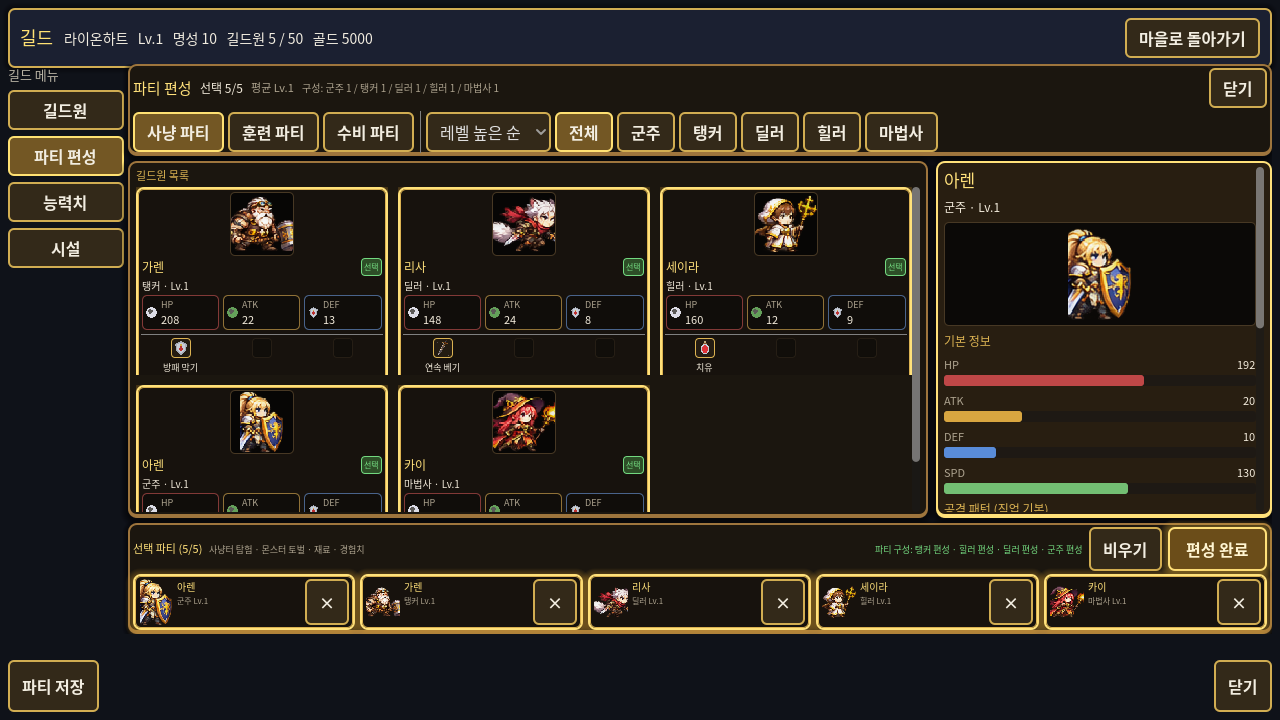 길드 라이온하트 Lv.1 명성 10 길드원 5 / 50 골드 5000
마을로 돌아가기
길드 메뉴
길드원
파티 편성
능력치
시설
파티 편성 선택 5/5 평균 Lv.1 구성: 군주 1 / 탱커 1 / 딜러 1 / 힐러 1 / 마법사 1
닫기
사냥 파티 훈련 파티 수비 파티 레벨 높은 순 전체 군주 탱커 딜러 힐러 마법사
길드원 목록
가렌
선택
탱커 · Lv.1
HP 208
ATK 22
DEF 13
방패 막기
리사
선택
딜러 · Lv.1
HP 148
ATK 24
DEF 8
연속 베기
세이라
선택
힐러 · Lv.1
HP 160
ATK 12
DEF 9
치유
아렌
선택
군주 · Lv.1
HP
ATK
DEF
카이
선택
마법사 · Lv.1
HP
ATK
DEF
아렌
군주 · Lv.1
기본 정보
HP 192
ATK 20
DEF 10
SPD 130
공격 패턴 (직업 기본)
선택 파티 (5/5) 사냥터 탐험 · 몬스터 토벌 · 재료 · 경험치
파티 구성: 탱커 편성 · 힐러 편성 · 딜러 편성 · 군주 편성
비우기
편성 완료
아렌
군주 Lv.1
×
가렌
탱커 Lv.1
×
리사
딜러 Lv.1
×
세이라
힐러 Lv.1
×
카이
마법사 Lv.1
×
파티 저장
닫기